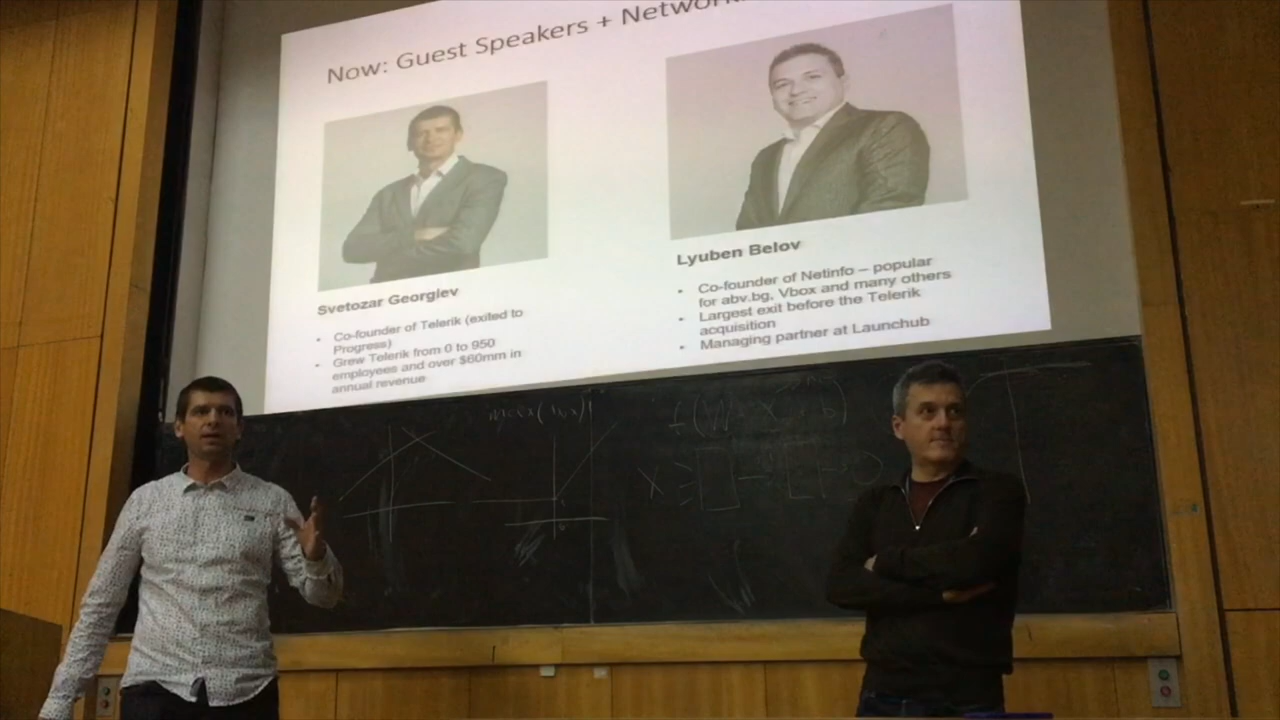 Now: Guest Speakers + Network
Svetozar Georgiev
• Co-founder of Telerik (exited to
Progress)
• Grew Telerik from 0 to 950
employees and over $60mm in
annual revenue
Lyuben Belov
• Co-founder of Netinfo – popular
for abv.bg, Vbox and many others
• Largest exit before the Telerik
acquisition
• Managing partner at Launchub
x